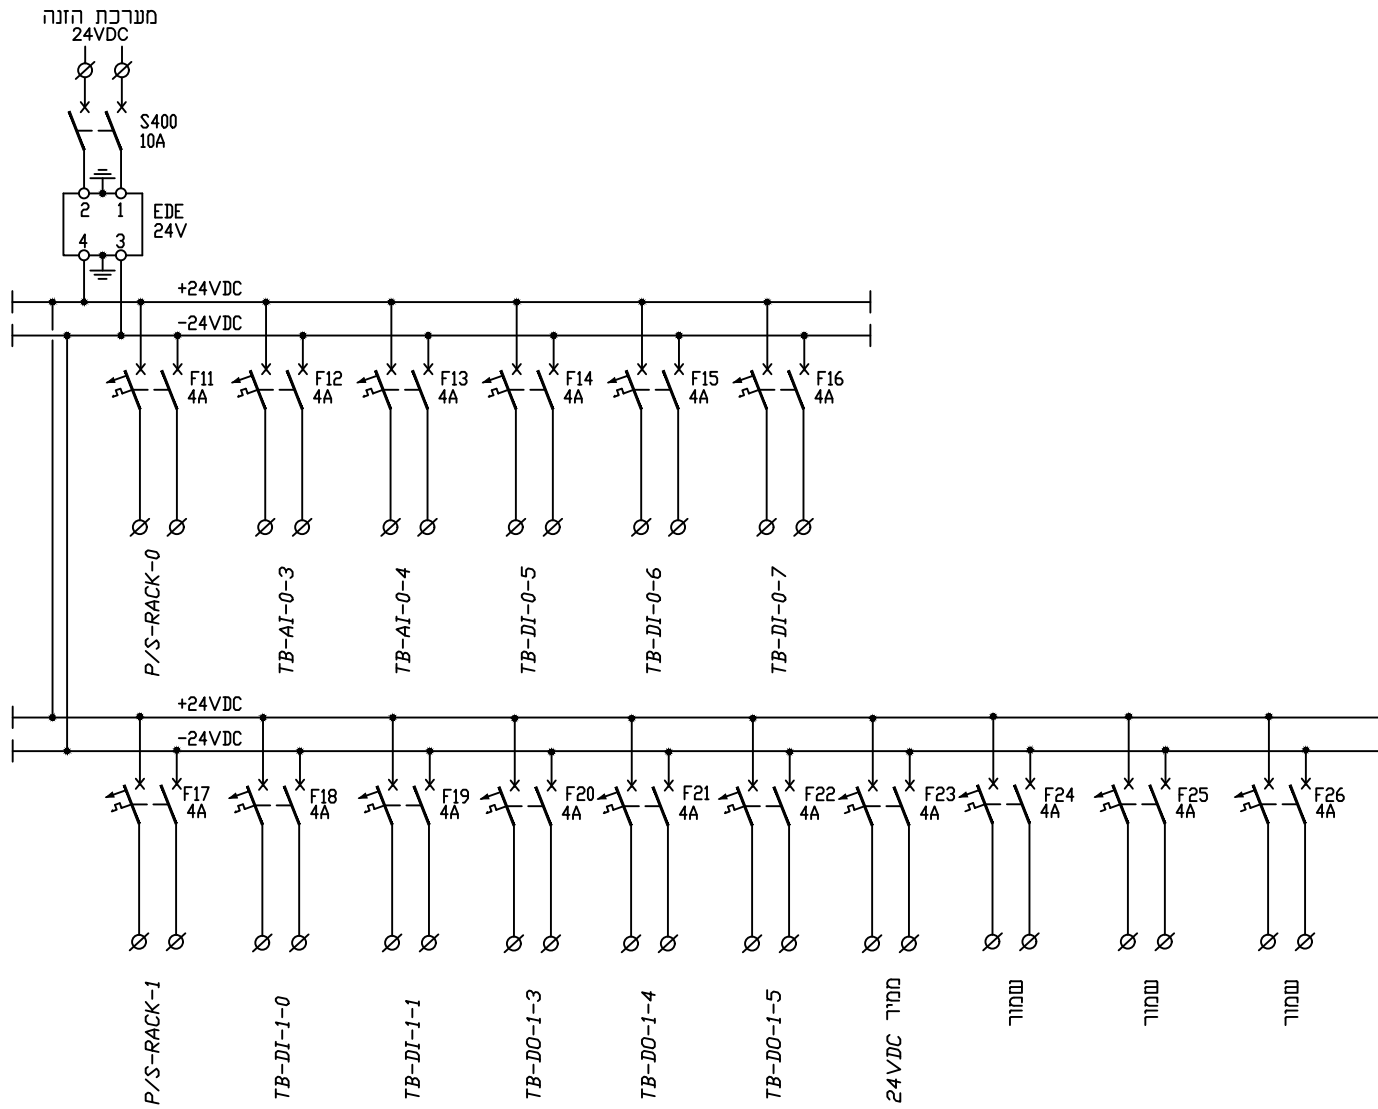 מערכת הזנה
24VDC
S400
10A
2 1
EDE
24V
4 3
+24VDC
-24VDC
F11
4A
F12
4A
F13
4A
F14
4A
F15
4A
F16
4A
P/S-RACK-0
TB-AI-0-3
TB-AI-0-4
TB-DI-0-5
TB-DI-0-6
TB-DI-0-7
+24VDC
-24VDC
F17
4A
F18
4A
F19
4A
F20
4A
F21
4A
F22
4A
F23
4A
F24
4A
F25
4A
F26
4A
P/S-RACK-1
TB-DI-1-0
TB-DI-1-1
TB-DO-1-3
TB-DO-1-4
TB-DO-1-5
ממיר 24VDC
שמור
שמור
שמור